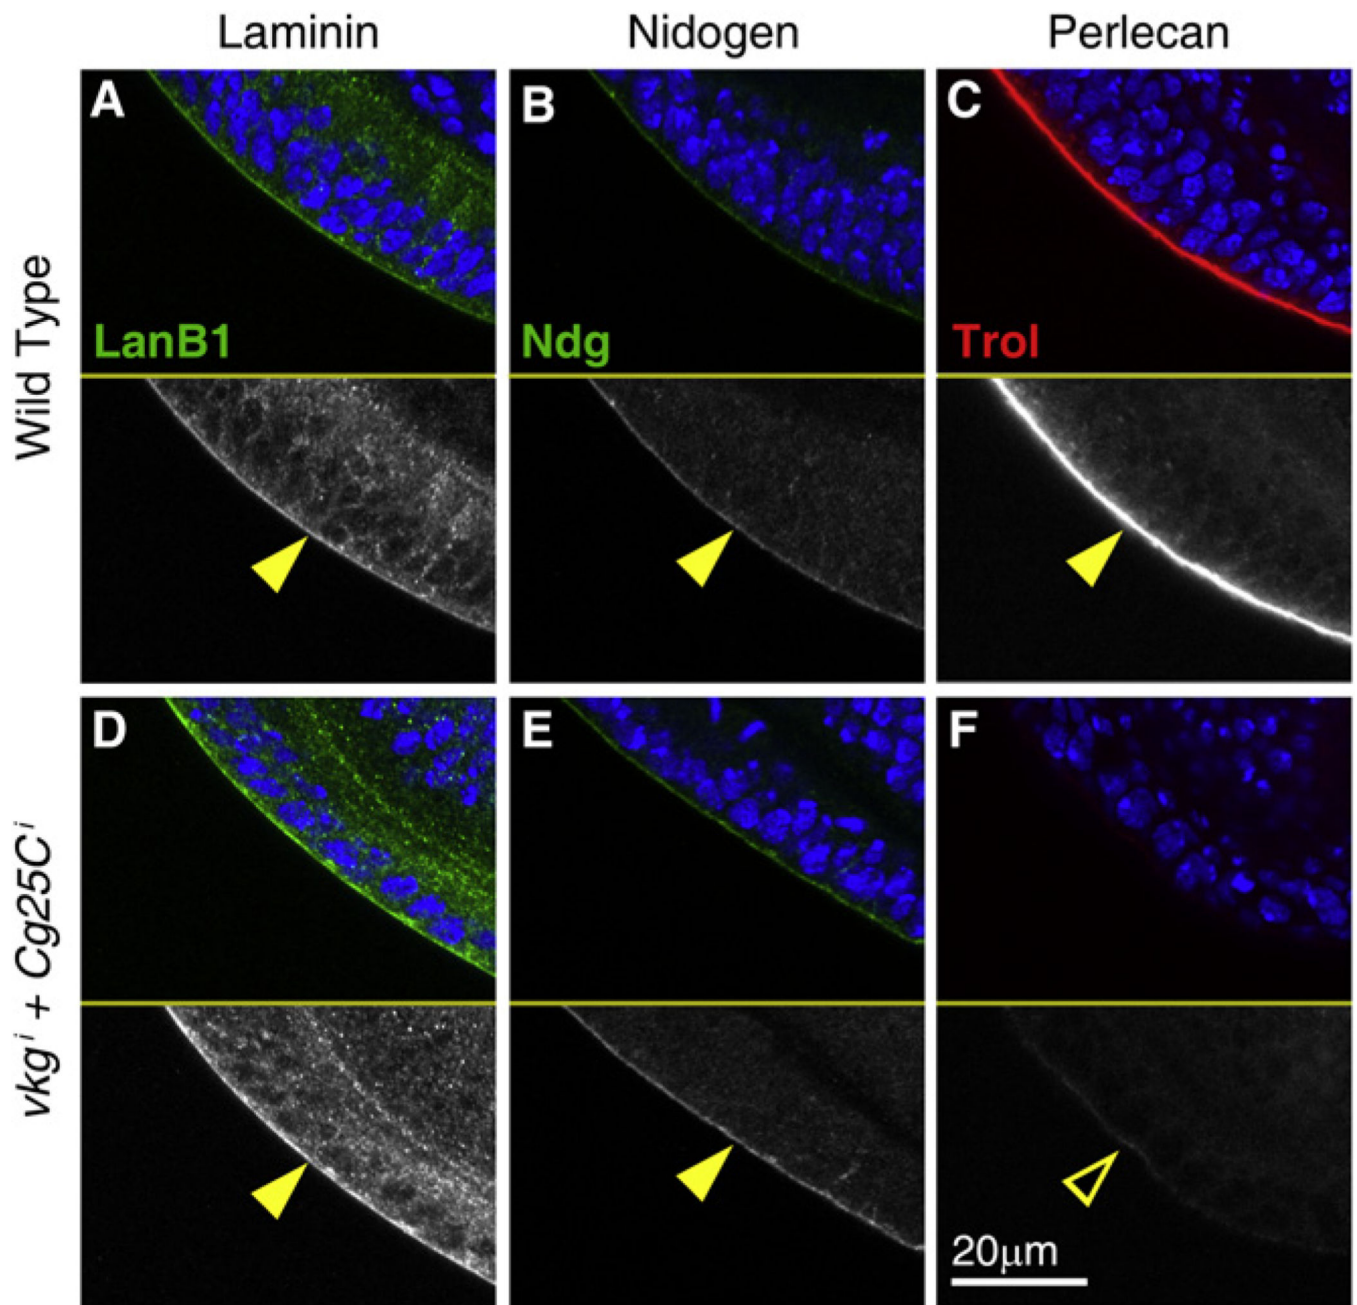 Laminin Nidogen Perlecan
A B C
Wild Type
LanB1 Ndg Trol
D E F
vkg i + Cg25C i
20μm